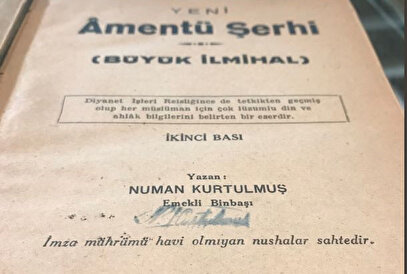 YENİ
Âmentü Şerhi
(BÜYÜK İLMİHAL)
Diyanet İşleri Reisliğince de tetkikten geçmiş
olup her müslüman için çok lüzumlu din ve
ahlâk bilgilerini belirten bir eserdir.
İKİNCİ BASI
Yazan :
NUMAN KURTULMUŞ
Emekli Binbaşı
İmza mührümü havi olmıyan nushalar sahtedir.